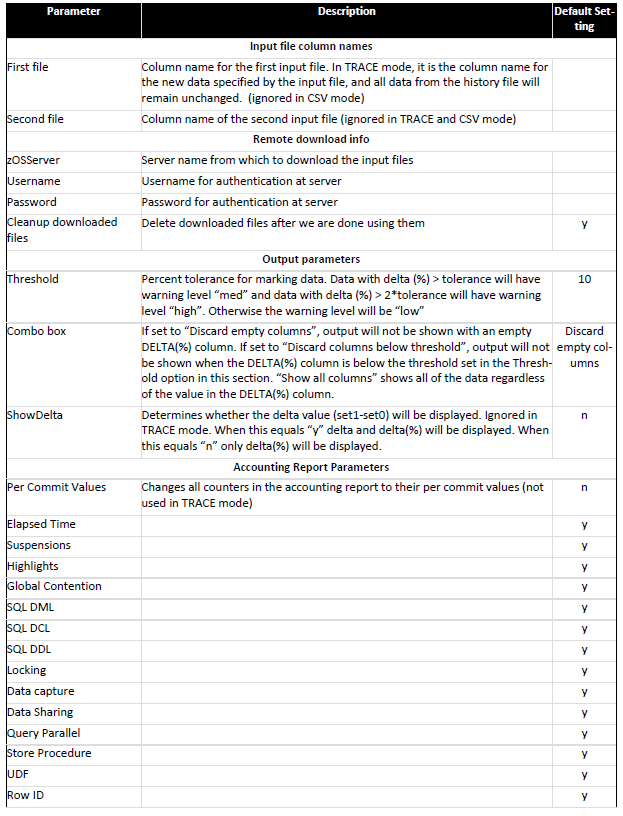 Parameter Description Default Set-
ting
Input file column names
First file Column name for the first input file. In TRACE mode, it is the column name for
the new data specified by the input file, and all data from the history file will
remain unchanged. (ignored in CSV mode)
Second file Column name of the second input file (ignored in TRACE and CSV mode)
Remote download info
zOSServer Server name from which to download the input files
Username Username for authentication at server
Password Password for authentication at server
Cleanup downloaded Delete downloaded files after we are done using them y
files
Output parameters
Threshold Percent tolerance for marking data. Data with delta (%) > tolerance will have 10
warning level “med” and data with delta (%) > 2*tolerance will have warning
level “high”. Otherwise the warning level will be “low”
Combo box If set to “Discard empty columns”, output will not be shown with an empty Discard
DELTA(%) column. If set to “Discard columns below threshold”, output will not empty col-
be shown when the DELTA(%) column is below the threshold set in the Thresh- umns
old option in this section. “Show all columns” shows all of the data regardless
of the value in the DELTA(%) column.
ShowDelta Determines whether the delta value (set1-set0) will be displayed. Ignored in n
TRACE mode. When this equals “y” delta and delta(%) will be displayed. When
this equals “n” only delta(%) will be displayed.
Accounting Report Parameters
Per Commit Values Changes all counters in the accounting report to their per commit values (not n
used in TRACE mode)
Elapsed Time y
Suspensions y
Highlights y
Global Contention y
SQL DML y
SQL DCL y
SQL DDL y
Locking y
Data capture y
Data Sharing y
Query Parallel y
Store Procedure y
UDF y
Row ID y